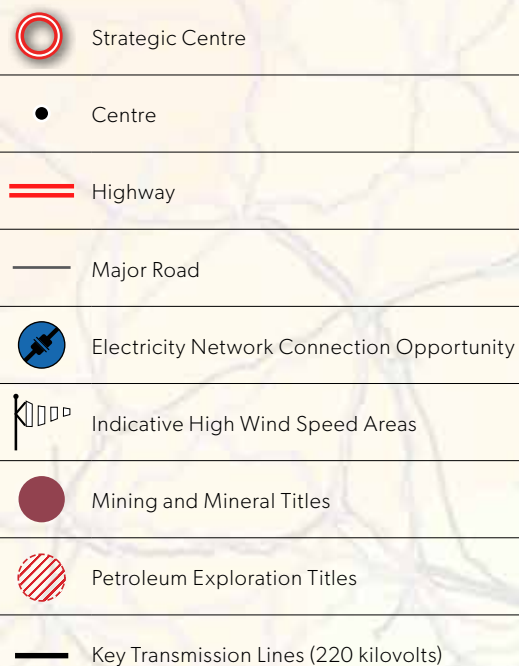 Strategic Centre
Centre
Highway
Major Road
Electricity Network Connection Opportunity
Indicative High Wind Speed Areas
Mining and Mineral Titles
Petroleum Exploration Titles
Key Transmission Lines (220 kilovolts)